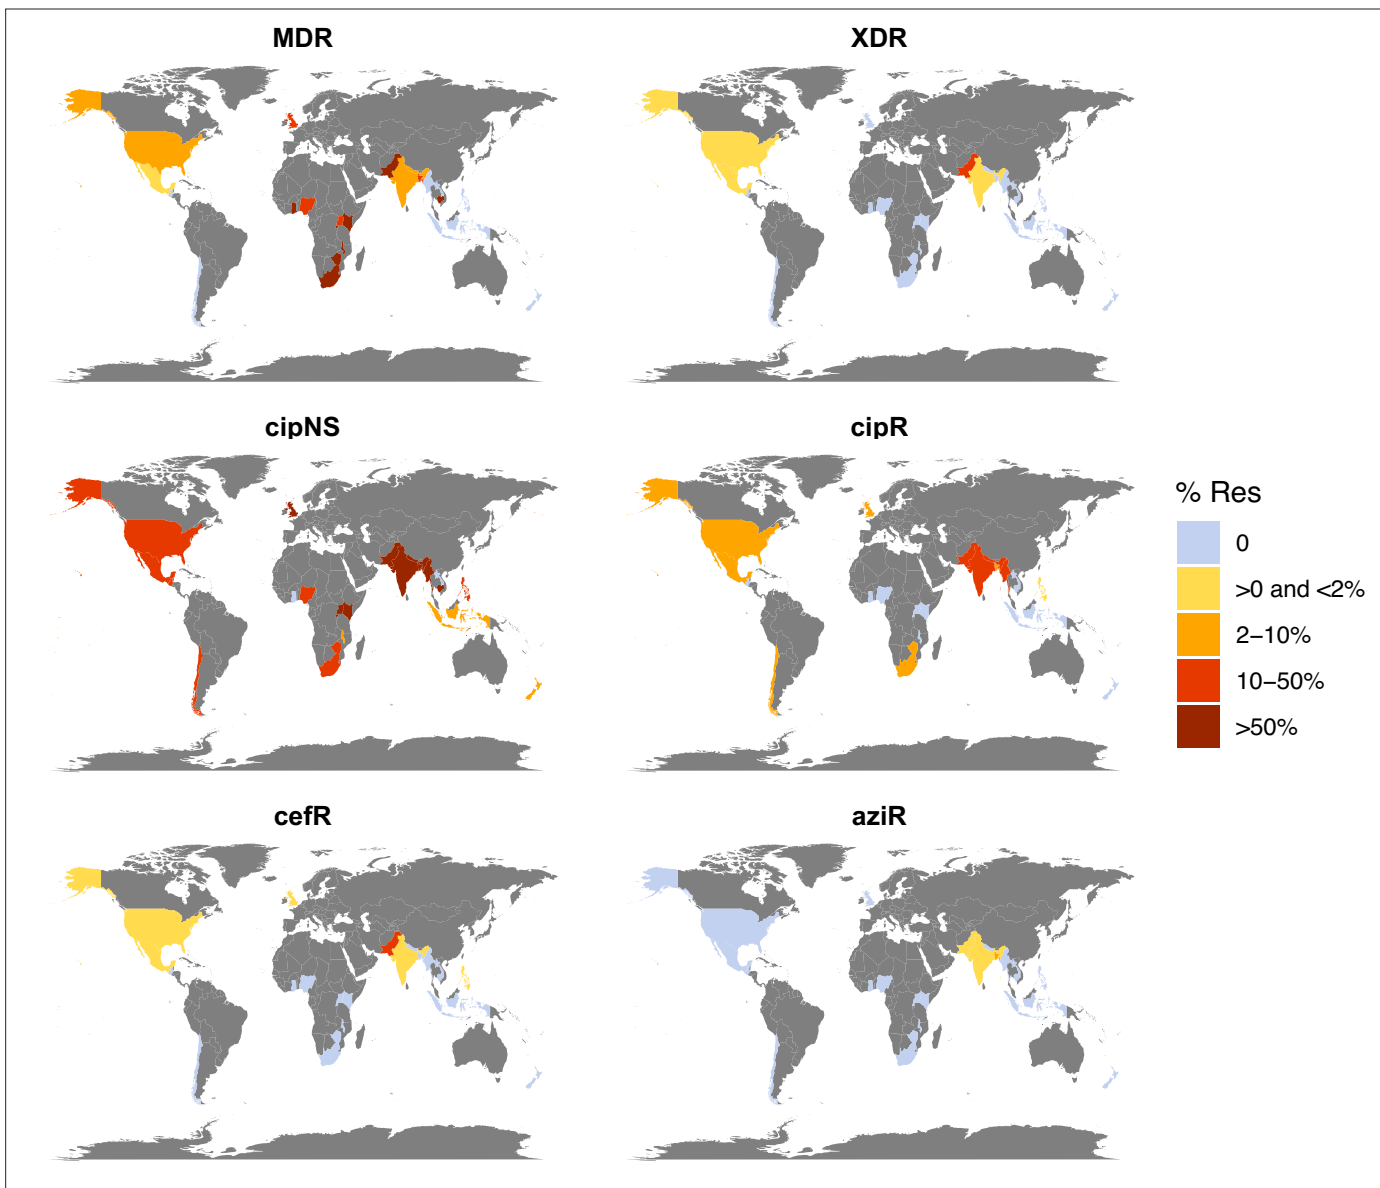 MDR
XDR
cipNS
cipR
% Res
0
>0 and <2%
2–10%
10–50%
>50%
cefR
aziR